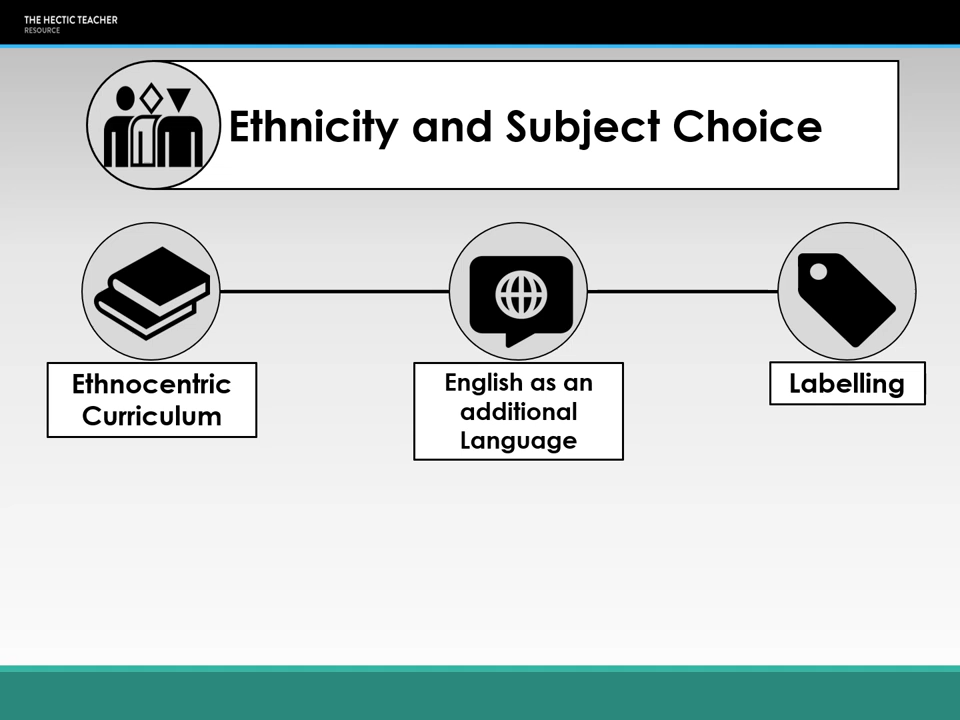 THE HECTIC TEACHER
RESOURCE
Ethnicity and Subject Choice
Ethnocentric
Curriculum
English as an
additional
Language
Labelling